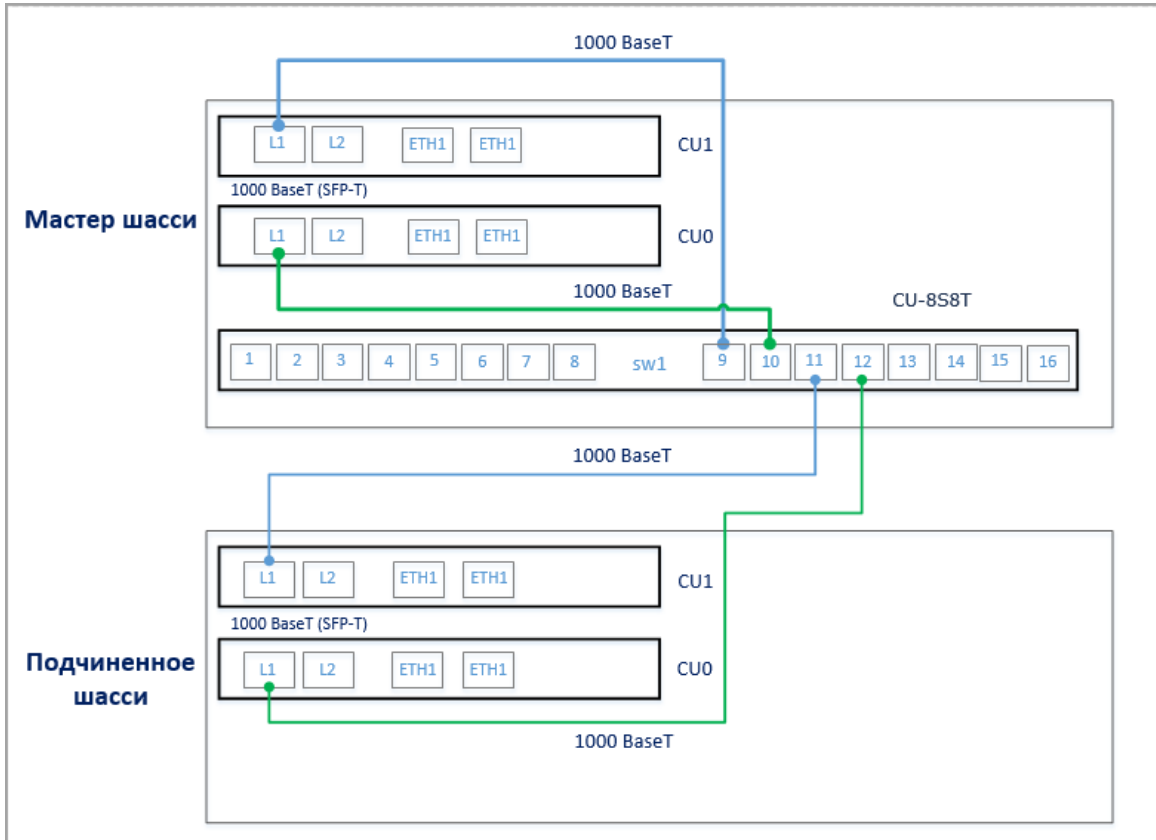 1000 BaseT
L1 L2 ETH1 ETH1 CU1
1000 BaseT (SFP-T)
Мастер шасси
L1 L2 ETH1 ETH1 CU0
1000 BaseT
CU-8S8T
1 2 3 4 5 6 7 8 sw1 9 10 11 12 13 14 15 16
1000 BaseT
L1 L2 ETH1 ETH1 CU1
1000 BaseT (SFP-T)
Подчиненное
шасси
L1 L2 ETH1 ETH1 CU0
1000 BaseT